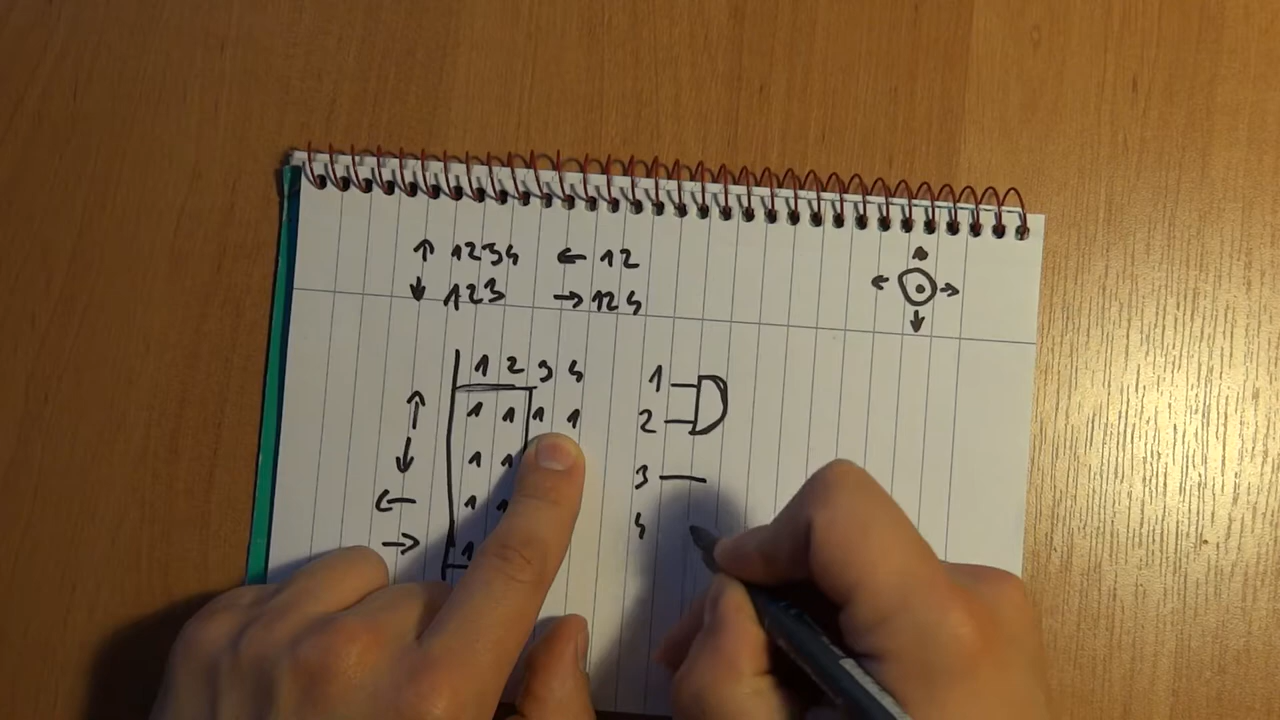 ↑ 1234 ← 12
↓ 123 → 124
1 2 3 4
↑ 1 1 1 1
↓ 1 1
← 1 1
→ 1
1
2
3
4